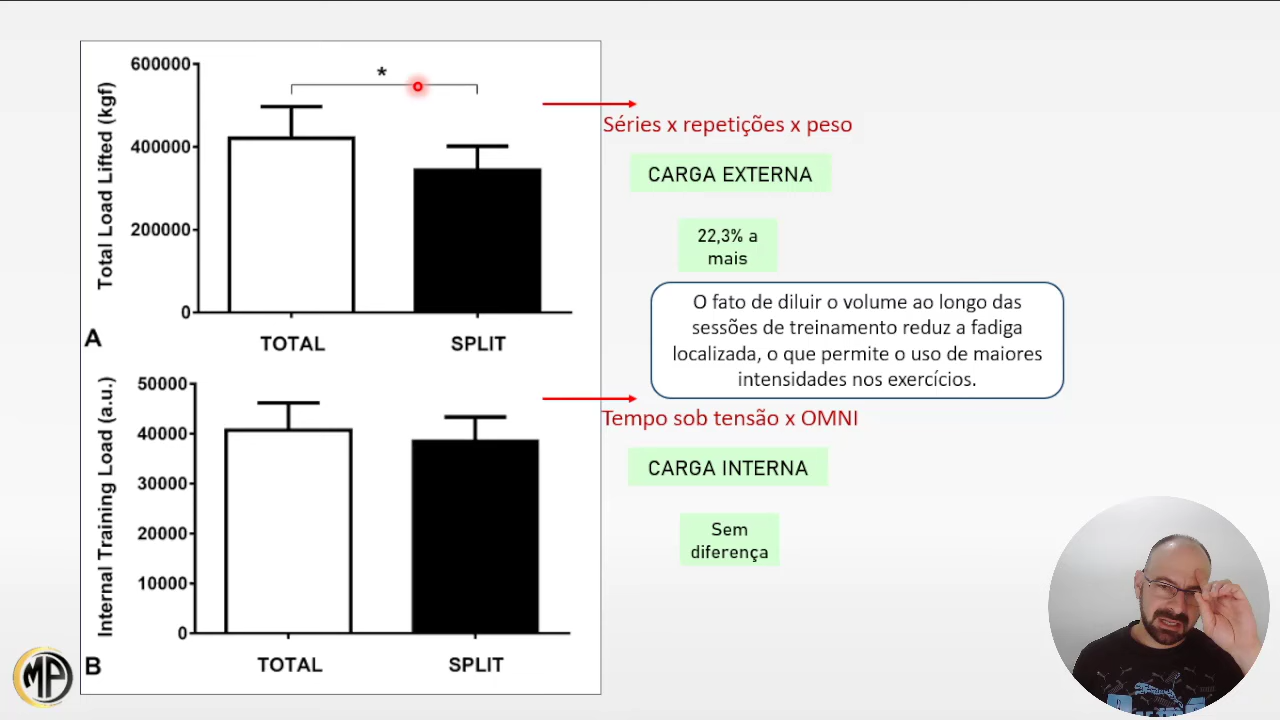 600000
400000
200000
0
Total Load Lifted (kgf)
*
TOTAL
SPLIT
A
Séries x repetições x peso
CARGA EXTERNA
22,3% a
mais
O fato de diluir o volume ao longo das
sessões de treinamento reduz a fadiga
localizada, o que permite o uso de maiores
intensidades nos exercícios.
50000
40000
30000
20000
10000
0
Internal Training Load (a.u.)
TOTAL
SPLIT
B
Tempo sob tensão x OMNI
CARGA INTERNA
Sem
diferença
MP